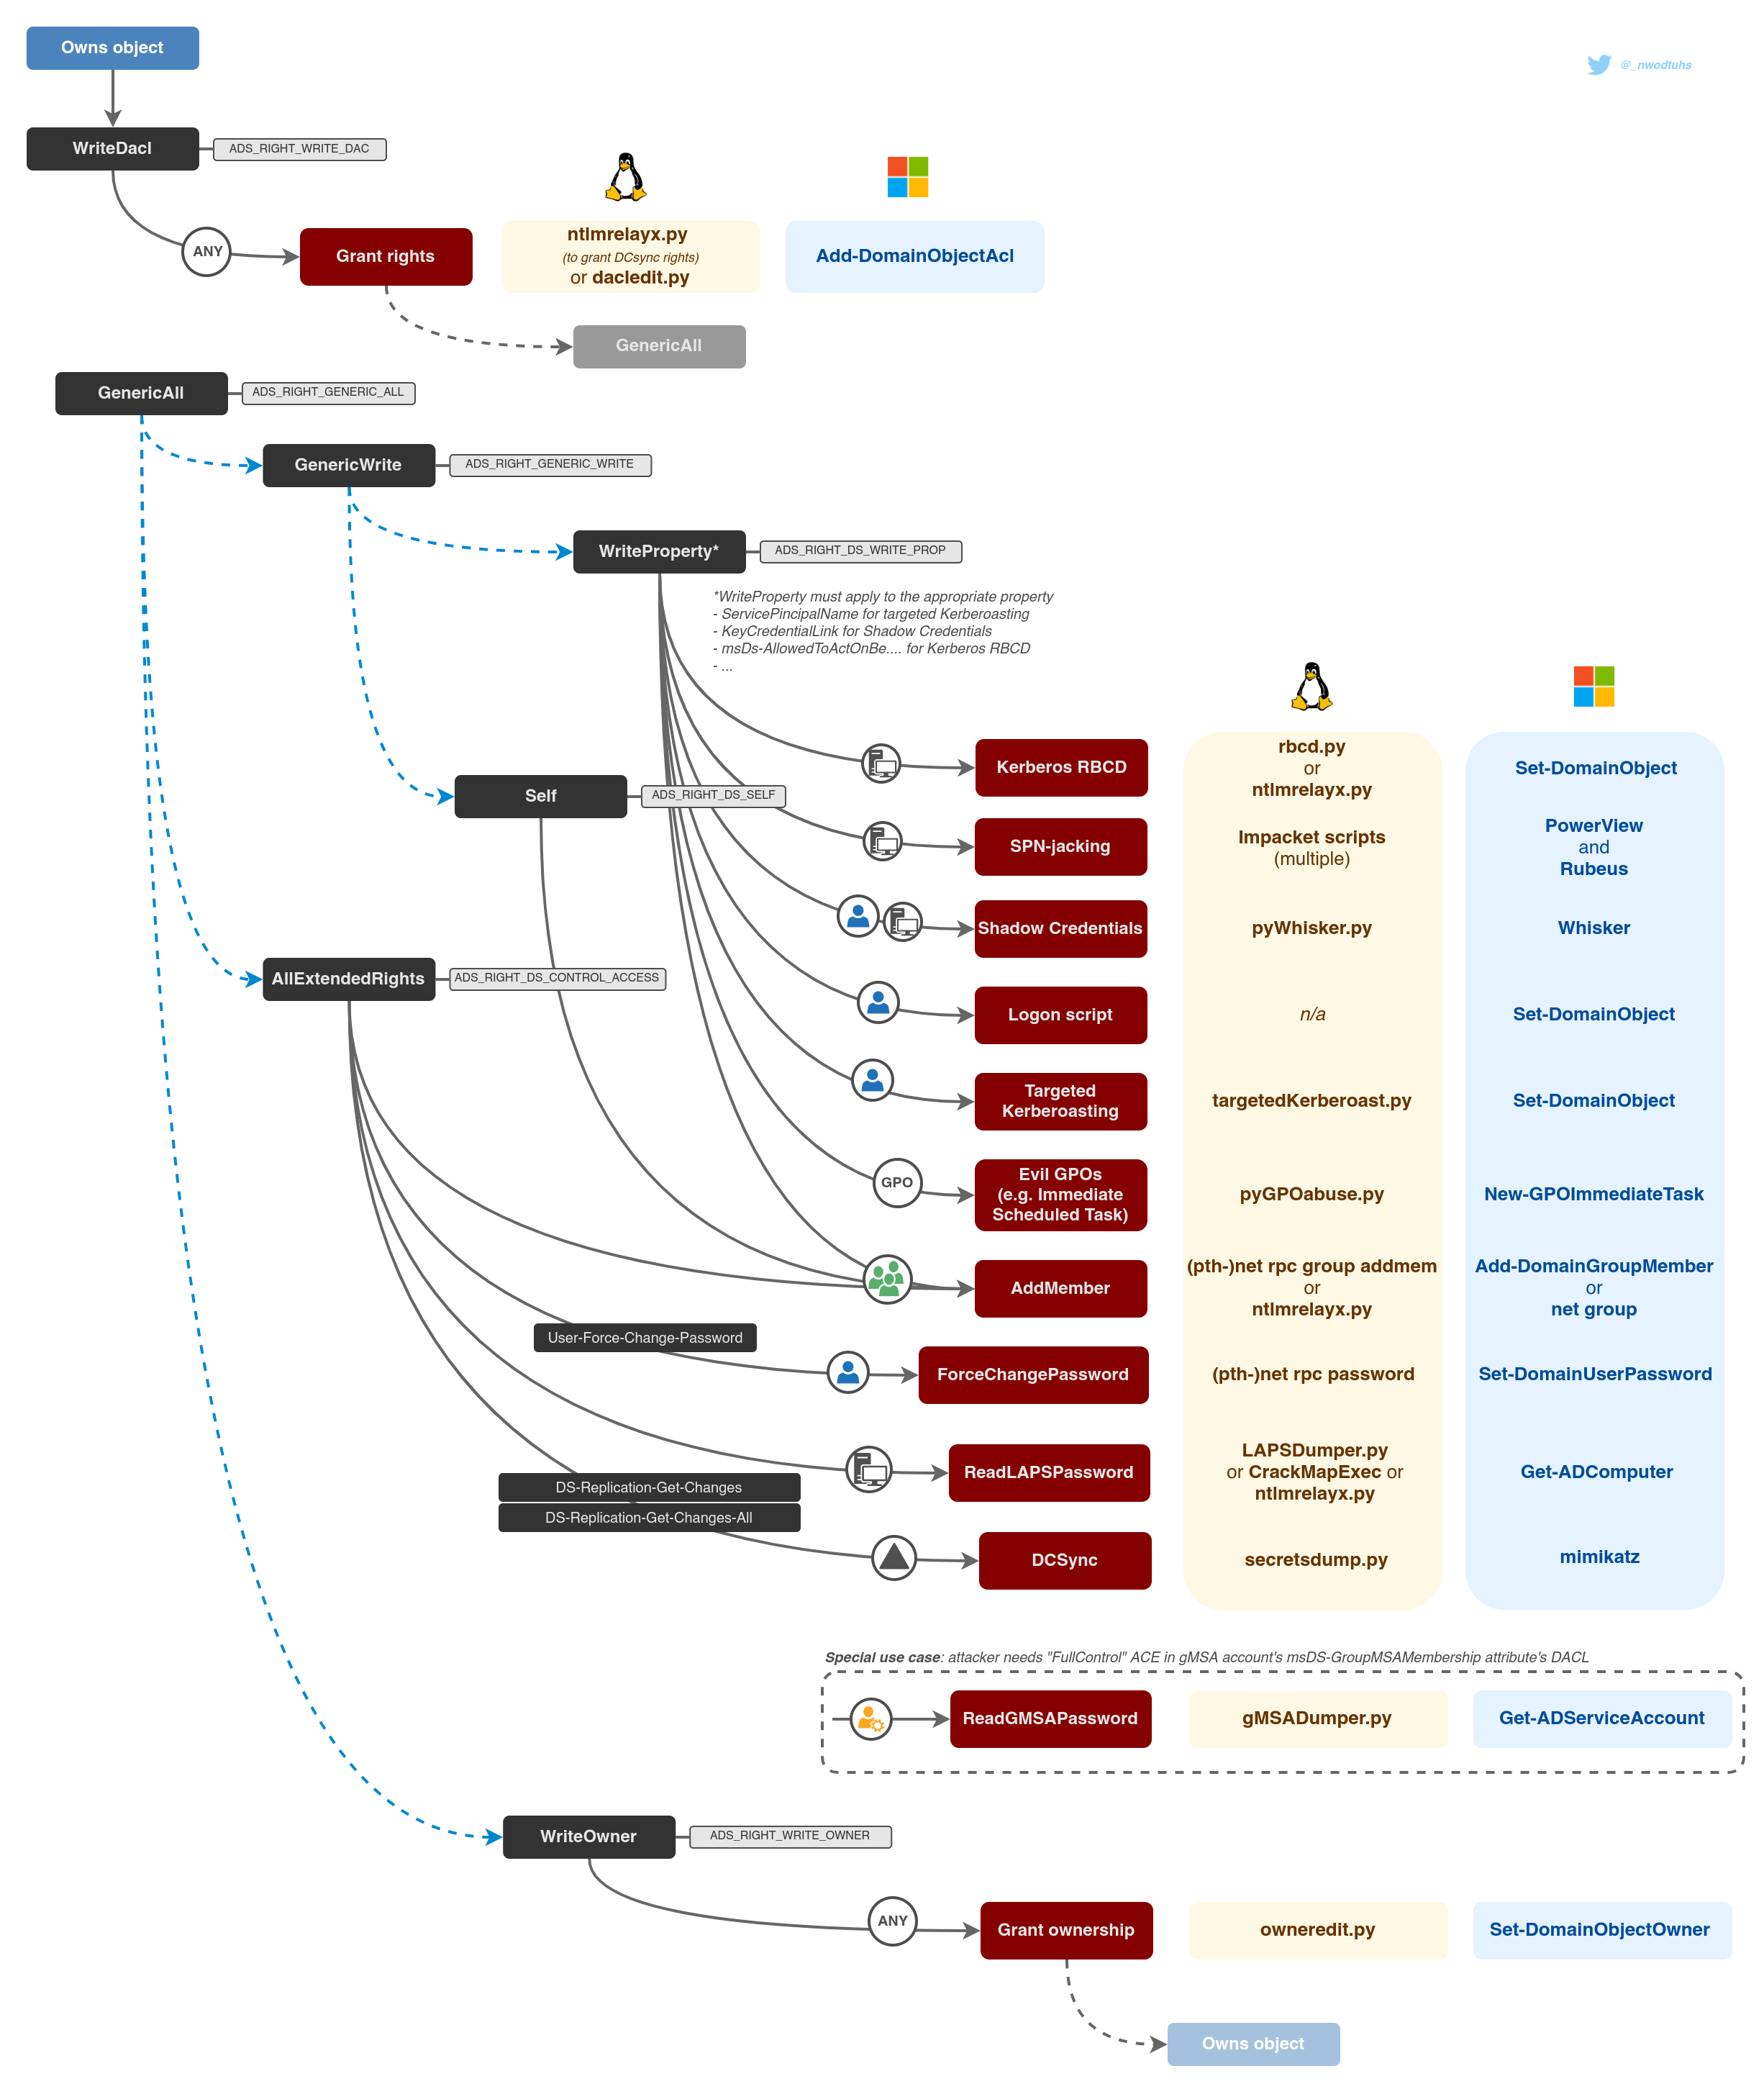 Owns object
@_nwodtuhs
WriteDacl
ADS_RIGHT_WRITE_DAC
ANY
Grant rights
ntlmrelayx.py
(to grant DCsync rights)
or dacledit.py
Add-DomainObjectAcl
GenericAll
GenericAll
ADS_RIGHT_GENERIC_ALL
GenericWrite
ADS_RIGHT_GENERIC_WRITE
WriteProperty*
ADS_RIGHT_DS_WRITE_PROP
*WriteProperty must apply to the appropriate property
- ServicePincipalName for targeted Kerberoasting
- KeyCredentialLink for Shadow Credentials
- msDs-AllowedToActOnBe.... for Kerberos RBCD
- ...
Kerberos RBCD
rbcd.py
or
ntlmrelayx.py
Set-DomainObject
Self
ADS_RIGHT_DS_SELF
SPN-jacking
Impacket scripts
(multiple)
PowerView
and
Rubeus
Shadow Credentials
pyWhisker.py
Whisker
AllExtendedRights
ADS_RIGHT_DS_CONTROL_ACCESS
Logon script
n/a
Set-DomainObject
Targeted
Kerberoasting
targetedKerberoast.py
Set-DomainObject
GPO
Evil GPOs
(e.g. Immediate
Scheduled Task)
pyGPOabuse.py
New-GPOImmediateTask
AddMember
(pth-)net rpc group addmem
or
ntlmrelayx.py
Add-DomainGroupMember
or
net group
User-Force-Change-Password
ForceChangePassword
(pth-)net rpc password
Set-DomainUserPassword
ReadLAPSPassword
LAPSDumper.py
or CrackMapExec or
ntlmrelayx.py
Get-ADComputer
DS-Replication-Get-Changes
DS-Replication-Get-Changes-All
DCSync
secretsdump.py
mimikatz
Special use case: attacker needs "FullControl" ACE in gMSA account's msDS-GroupMSAMembership attribute's DACL
ReadGMSAPassword
gMSADumper.py
Get-ADServiceAccount
WriteOwner
ADS_RIGHT_WRITE_OWNER
ANY
Grant ownership
owneredit.py
Set-DomainObjectOwner
Owns object